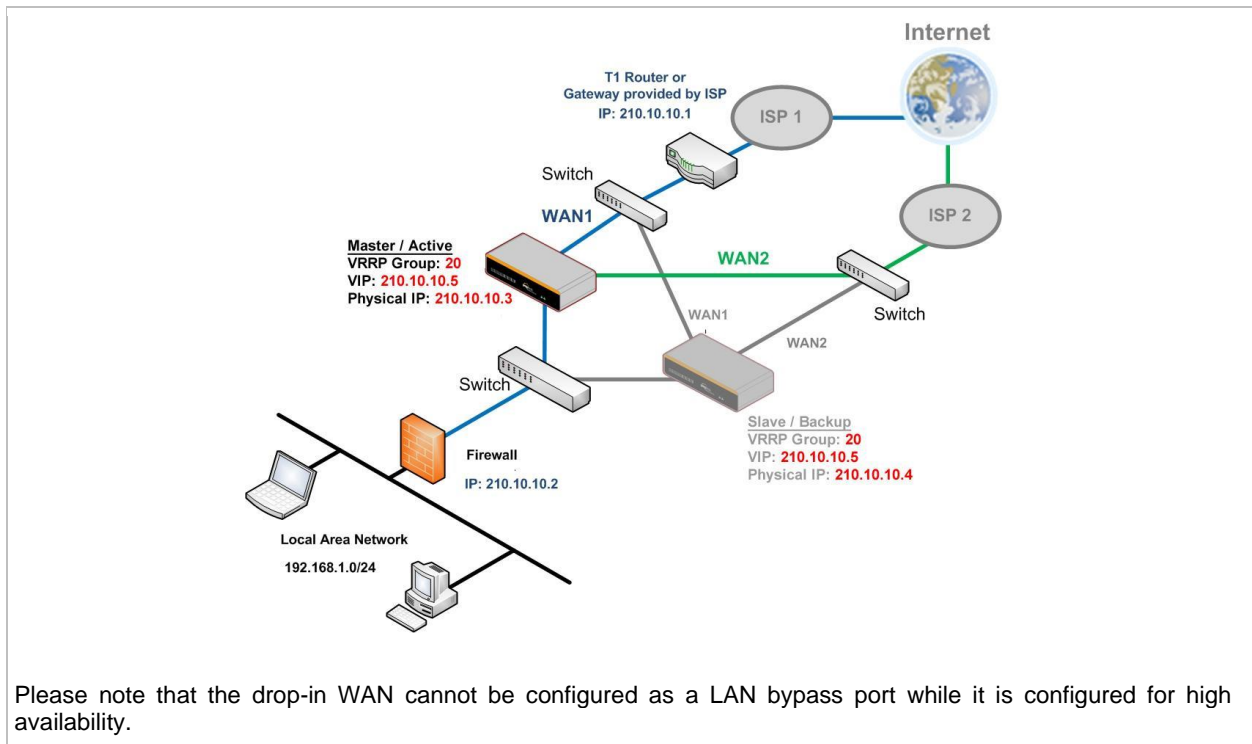 Internet
T1 Router or
Gateway provided by ISP
IP: 210.10.10.1
ISP 1
Switch
WAN1
ISP 2
Master / Active
VRRP Group: 20
VIP: 210.10.10.5
Physical IP: 210.10.10.3
WAN2
Switch
WAN1
WAN2
Switch
Slave / Backup
VRRP Group: 20
VIP: 210.10.10.5
Physical IP: 210.10.10.4
Firewall
IP: 210.10.10.2
Local Area Network
192.168.1.0/24
Please note that the drop-in WAN cannot be configured as a LAN bypass port while it is configured for high
availability.